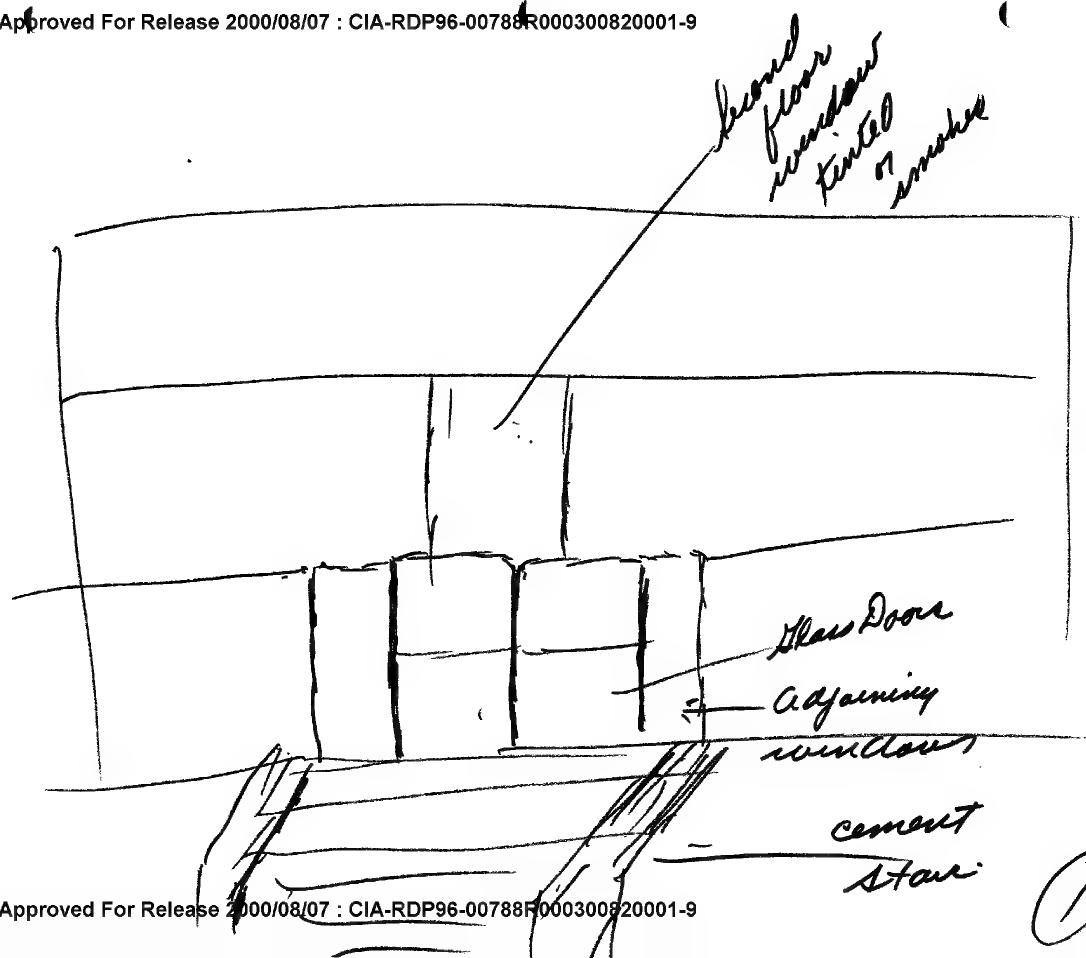 Approved For Release 2000/08/07 : CIA-RDP96-00788R000300820001-9
Second
floor
window
tinted
or
smoked
Glass Doors
Adjoining
windows
cement
stair
Approved For Release 2000/08/07 : CIA-RDP96-00788R000300820001-9